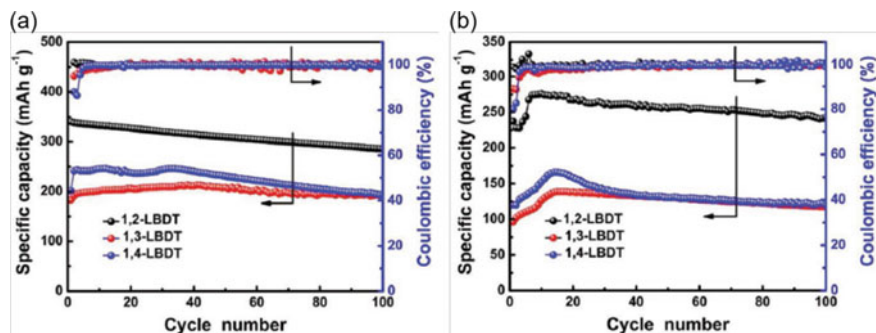 (a)
500
400
300
200
100
0
Specific capacity (mAh g⁻¹)
1,2-LBDT
1,3-LBDT
1,4-LBDT
0 20 40 60 80 100
Cycle number
100
80
60
40
20
0
Coulombic efficiency (%)
(b)
350
300
250
200
150
100
50
0
Specific capacity (mAh g⁻¹)
1,2-LBDT
1,3-LBDT
1,4-LBDT
0 20 40 60 80 100
Cycle number
100
80
60
40
20
0
Coulombic efficiency (%)